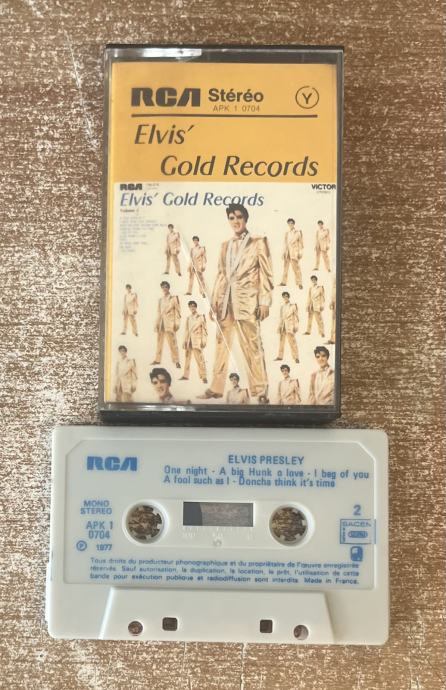 RCA Stéréo Y
APK 1 0704
Elvis'
Gold Records
RCA
VICTOR
Elvis' Gold Records
RCA
ELVIS PRESLEY
One night - A big Hunk o love - I beg of you
A fool such as I - Doncha think it's time
MONO
STEREO
2
APK 1
0704
SACEM
P 1977
Tous droits du producteur phonographique et du propriétaire de l'œuvre enregistrée
réservés. Sauf autorisation, la duplication, la location, le prêt, l'utilisation de cette
bande pour exécution publique et radiodiffusion sont interdits. Made in France.
100 50 0